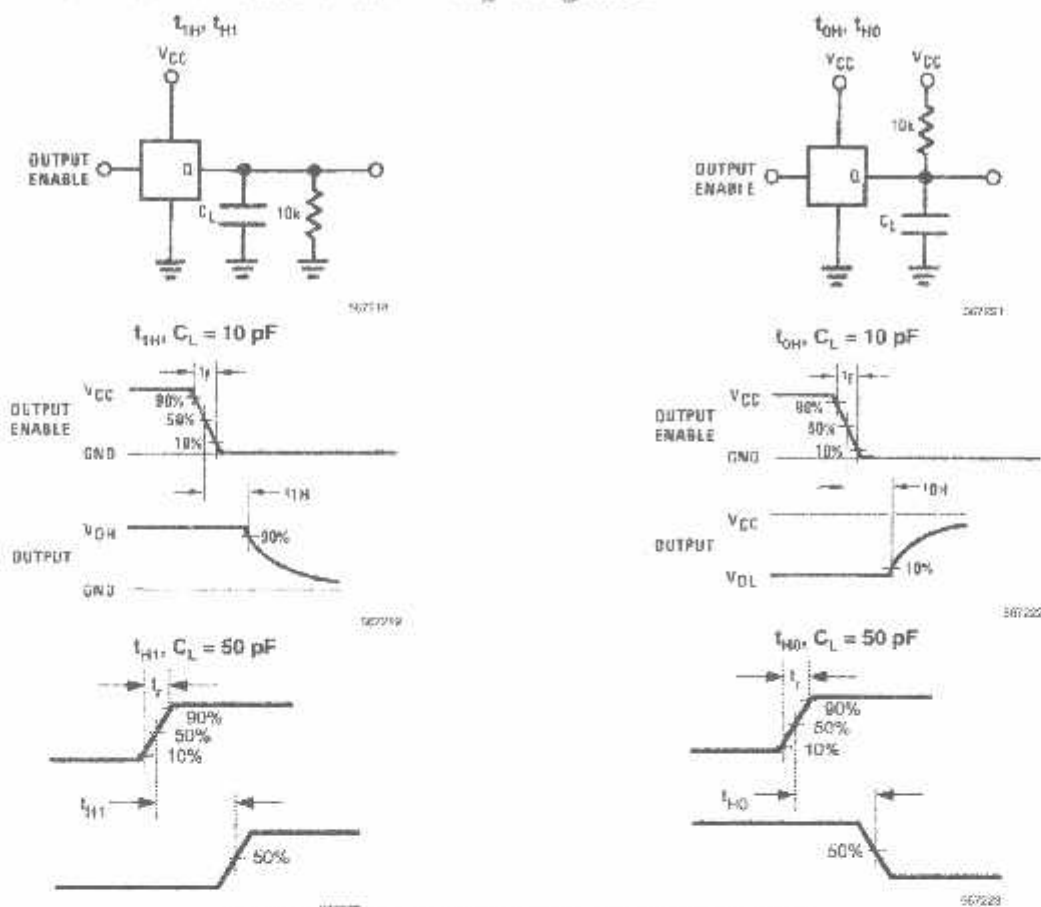 t1H, tH1
VCC
OUTPUT
ENABLE
Q
CL
10k
t0H, tH0
VCC
VCC
10k
OUTPUT
ENABLE
Q
CL
t1H, CL = 10 pF
tF
VCC
90%
50%
10%
OUTPUT
ENABLE
GND
t1H
VOH
90%
OUTPUT
GND
567219
t0H, CL = 10 pF
tF
VCC
90%
50%
10%
OUTPUT
ENABLE
GND
t0H
VCC
OUTPUT
10%
VOL
567222
tH1, CL = 50 pF
tr
90%
50%
10%
tH1
50%
tH0, CL = 50 pF
tr
90%
50%
10%
tH0
50%
567223